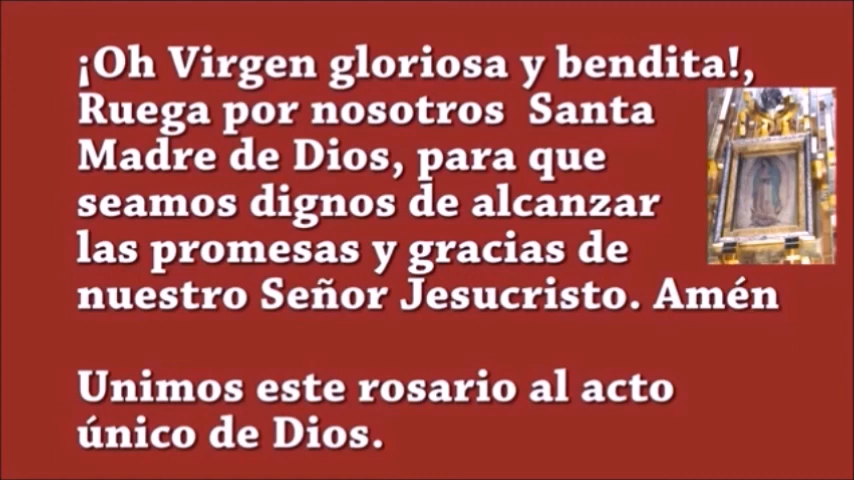 ¡Oh Virgen gloriosa y bendita!,
Ruega por nosotros Santa
Madre de Dios, para que
seamos dignos de alcanzar
las promesas y gracias de
nuestro Señor Jesucristo. Amén
Unimos este rosario al acto
único de Dios.